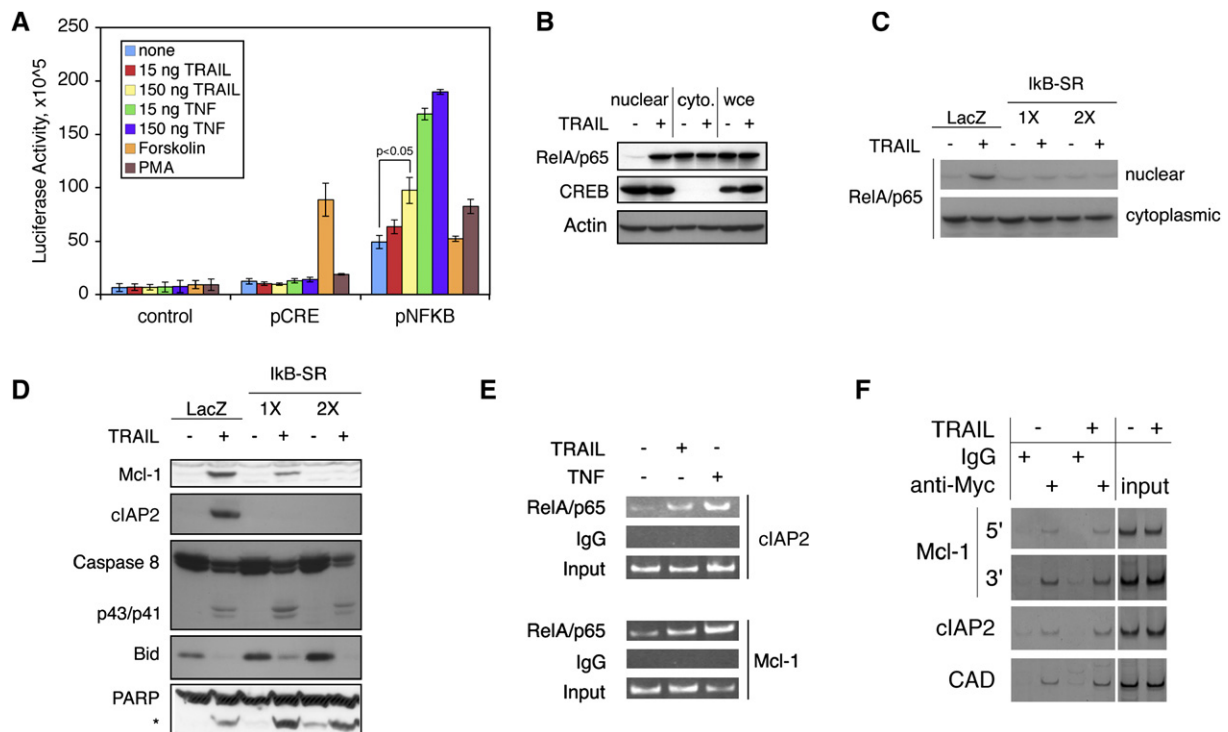 A
Luciferase Activity, x10^5
250
200
150
100
50
0
none
15 ng TRAIL
150 ng TRAIL
15 ng TNF
150 ng TNF
Forskolin
PMA
p<0.05
control pCRE pNFKB
B
nuclear cyto. wce
TRAIL - + - + - +
RelA/p65
CREB
Actin
C
IkB-SR
LacZ 1X 2X
TRAIL - + - + - +
RelA/p65
nuclear
cytoplasmic
D
IkB-SR
LacZ 1X 2X
TRAIL - + - + - +
Mcl-1
cIAP2
Caspase 8
p43/p41
Bid
PARP
*
E
TRAIL - + -
TNF - - +
RelA/p65
IgG
Input
cIAP2
RelA/p65
IgG
Input
Mcl-1
F
TRAIL - + - +
IgG + +
anti-Myc + + input
Mcl-1
5'
3'
cIAP2
CAD